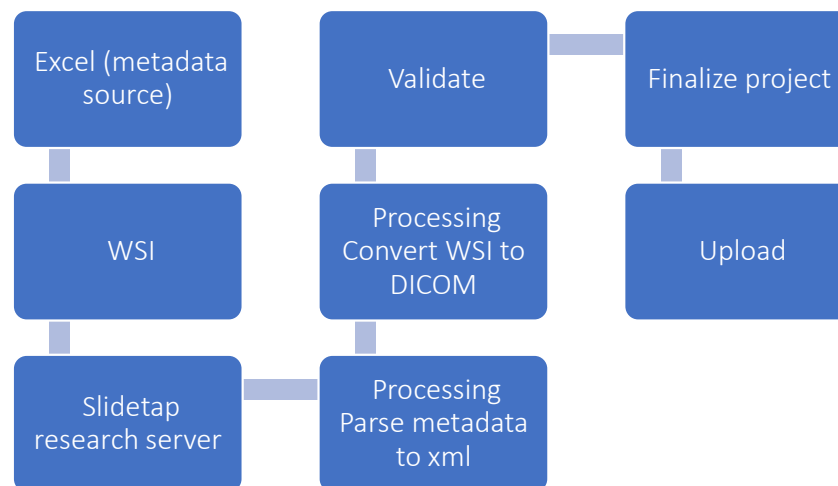 Excel (metadata
source)
WSI
Slidetap
research server
Processing
Parse metadata
to xml
Processing
Convert WSI to
DICOM
Validate
Finalize project
Upload